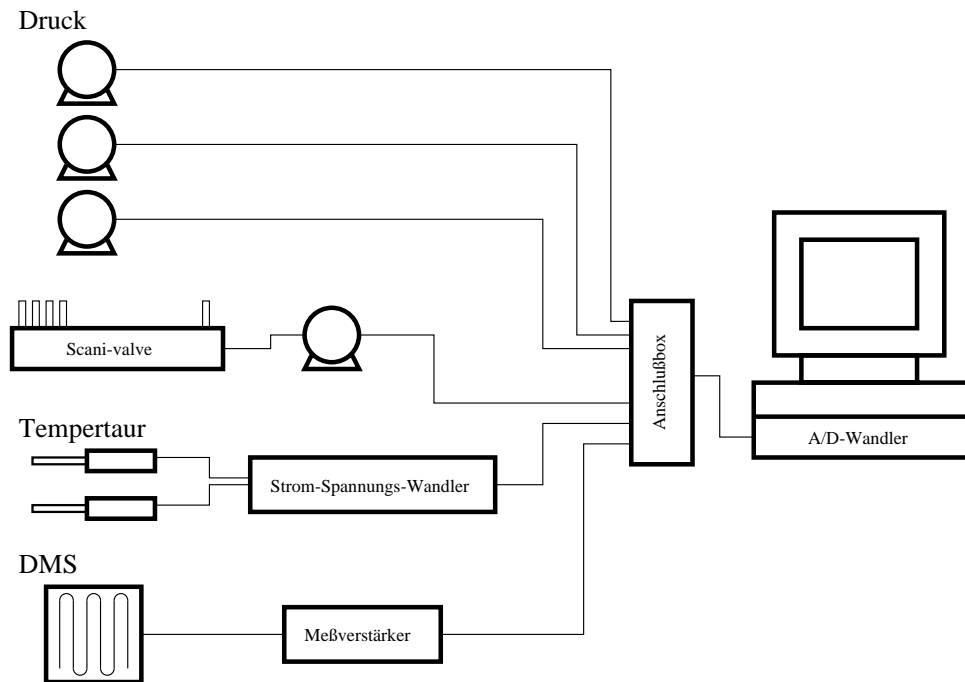 Druck
Scani-valve
Anschlußbox
A/D-Wandler
Tempertaur
Strom-Spannungs-Wandler
DMS
Meßverstärker